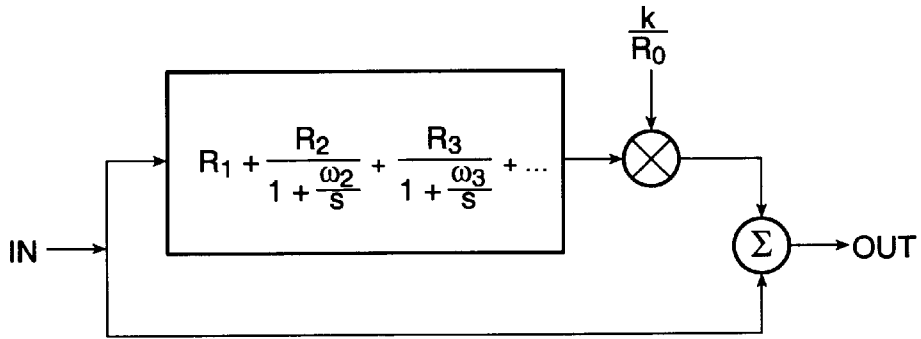 k
R₀
R₁ + R₂ / (1 + ω₂/s) + R₃ / (1 + ω₃/s) + ...
IN
Σ
OUT